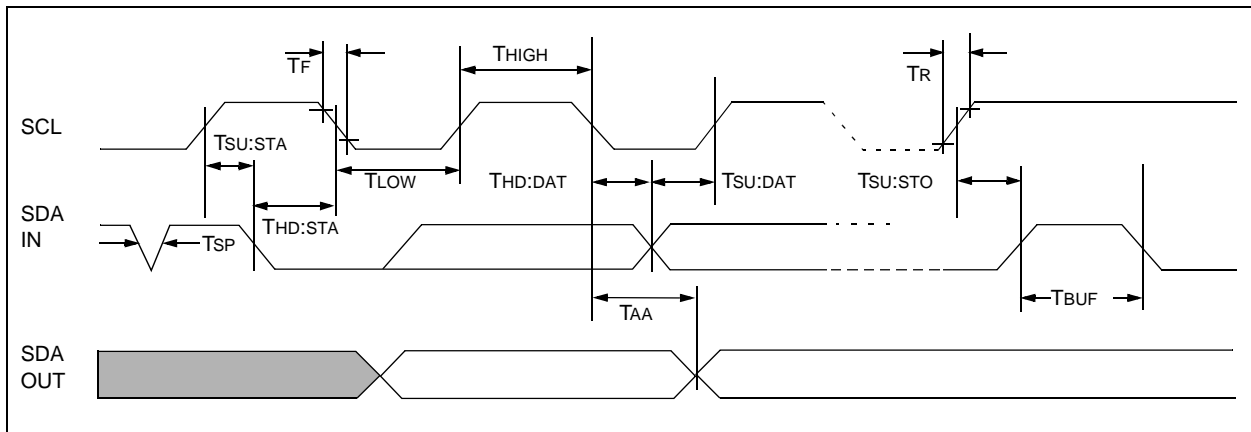 TF
THIGH
TR
SCL
TSU:STA
TLOW
THD:DAT
TSU:DAT
TSU:STO
SDA
IN
TSP
THD:STA
TAA
TBUF
SDA
OUT